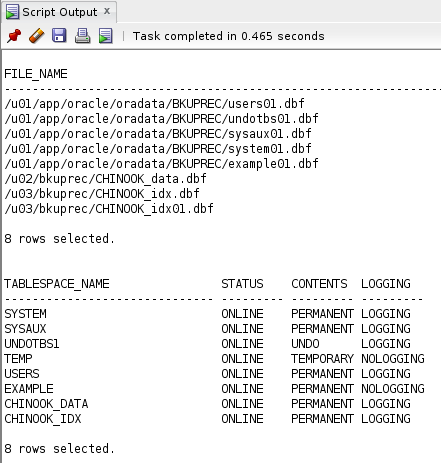 Script Output ×
Task completed in 0.465 seconds
FILE_NAME
--------------------------------------------------------------------------------
/u01/app/oracle/oradata/BKUPREC/users01.dbf
/u01/app/oracle/oradata/BKUPREC/undotbs01.dbf
/u01/app/oracle/oradata/BKUPREC/sysaux01.dbf
/u01/app/oracle/oradata/BKUPREC/system01.dbf
/u01/app/oracle/oradata/BKUPREC/example01.dbf
/u02/bkuprec/CHINOOK_data.dbf
/u03/bkuprec/CHINOOK_idx.dbf
/u03/bkuprec/CHINOOK_idx01.dbf
8 rows selected.
TABLESPACE_NAME                STATUS    CONTENTS  LOGGING
------------------------------ --------- --------- ---------
SYSTEM                         ONLINE    PERMANENT LOGGING
SYSAUX                         ONLINE    PERMANENT LOGGING
UNDOTBS1                       ONLINE    UNDO      LOGGING
TEMP                           ONLINE    TEMPORARY NOLOGGING
USERS                          ONLINE    PERMANENT LOGGING
EXAMPLE                        ONLINE    PERMANENT NOLOGGING
CHINOOK_DATA                   ONLINE    PERMANENT LOGGING
CHINOOK_IDX                    ONLINE    PERMANENT LOGGING
8 rows selected.